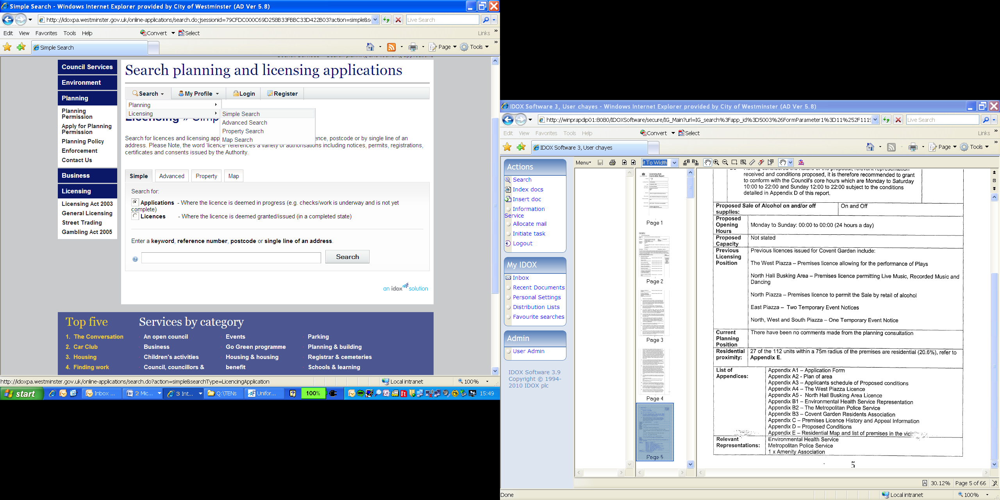 Simple Search - Windows Internet Explorer provided by City of Westminster (AD Ver 5.8)
http://idoxpa.westminster.gov.uk/online-applications/search.do;jsessionid=79CFDC000C69D258B33FBBC33D422B03?action=simple&s
Live Search
Edit View Favorites Tools Help Convert Select Links
Simple Search
Page Tools
Council Services
Environment
Planning
Planning
Permission
Apply for Planning
Permission
Planning Policy
Enforcement
Contact Us
Business
Licensing
Licensing Act 2003
General Licensing
Street Trading
Gambling Act 2005
Search planning and licensing applications
Search My Profile Login Register
Planning
Licensing
Simple Search
Advanced Search
Property Search
Map Search
Licensing » Simp
Search for licences and licensing app ence, postcode or by single line of an
address. Please Note, the word 'licence' references a variety of authorisations including notices, permits, registrations,
certificates and consents issued by the Authority.
Simple Advanced Property Map
Search for:
Applications - Where the licence is deemed in progress (e.g. checks/work is underway and is not yet
complete)
Licences - Where the licence is deemed granted/issued (in a completed state)
Enter a keyword, reference number, postcode or single line of an address.
Search
an idox solution
Top five
1. The Conversation
2. Car Club
3. Housing
4. Finding work
Services by category
An open council
Business
Children's activities
Council, councillors &
Events
Go Green programme
Housing & housing
benefit
Parking
Planning & building
Registrar & cemeteries
Schools & learning
http://idoxpa.westminster.gov.uk/online-applications/search.do?action=simple&searchType=LicencingApplication
Local intranet
100%
start
Inbox ...
2 Mic...
3 Int...
Q:\TENs
Unifor...
100%
15:49
IDOX Software 3, User chayes - Windows Internet Explorer provided by City of Westminster (AD Ver 5.8)
http://winprapdip01:8080/IDOXSoftware/secure/IG_Main?url=IG_search%3Fapp_id%3D5003%26FormParameter1%3D11%252F111
Live Search
Edit View Favorites Tools Help Convert Select Links
IDOX Software 3, User chayes
Page Tools
Actions
Search
Index docs
Insert doc
Information
Service
Allocate mail
Initiate task
Logout
My IDOX
Inbox
Recent Documents
Personal Settings
Distribution Lists
Favourite searches
Admin
User Admin
IDOX Software 3.9
Copyright © 1994-
2010 IDOX plc
Menu
it To Width
Licensing Sub-
Committee Report
Page 1
Page 2
Page 3
Page 4
Page 5
Having considered the nature of the proposal, relevant representation
received and conditions proposed, It is therefore recommended to grant
to conform with the Council's core hours which are Monday to Saturday
10:00 to 22:00 and Sunday 12:00 to 22:00 subject to the conditions
detailed in Appendix D of this report.
Proposed Sale of Alcohol on and/or off
supplies:
On and Off
Proposed
Opening
Hours
Monday to Sunday: 00:00 to 00:00 (24 hours a day)
Proposed
Capacity
Not stated
Previous
Licensing
Position
Previous licences issued for Covent Garden include:
The West Piazza – Premises licence allowing for the performance of Plays
North Hall Busking Area – Premises licence permitting Live Music, Recorded Music and
Dancing
North Piazza – Premises licence to permit the Sale by retail of alcohol
East Piazza – Two Temporary Event Notices
North, West and South Piazza – One Temporary Event Notice
Current
Planning
Position
There have been no comments made from the planning consultation
Residential
proximity:
27 of the 112 units within a 75m radius of the premises are residential (20.6%), refer to
Appendix E.
List of
Appendices:
Appendix A1 – Application Form
Appendix A2 - Plan of area
Appendix A3 – Applicants schedule of Proposed conditions
Appendix A4 – The West Piazza Licence
Appendix A5 - North Hall Busking Area Licence
Appendix B1 – Environmental Health Service Representation
Appendix B2 – The Metropolitan Police Service
Appendix B3 – Covent Garden Residents Association
Appendix C – Premises Licence History and Appeal Information
Appendix D – Proposed Conditions
Appendix E – Residential Map and list of premises in the vici
Relevant
Representations:
Environmental Health Service
Metropolitan Police Service
1 x Amenity Association
5
30.12% Page 5 of 66
Done
Local intranet
100%